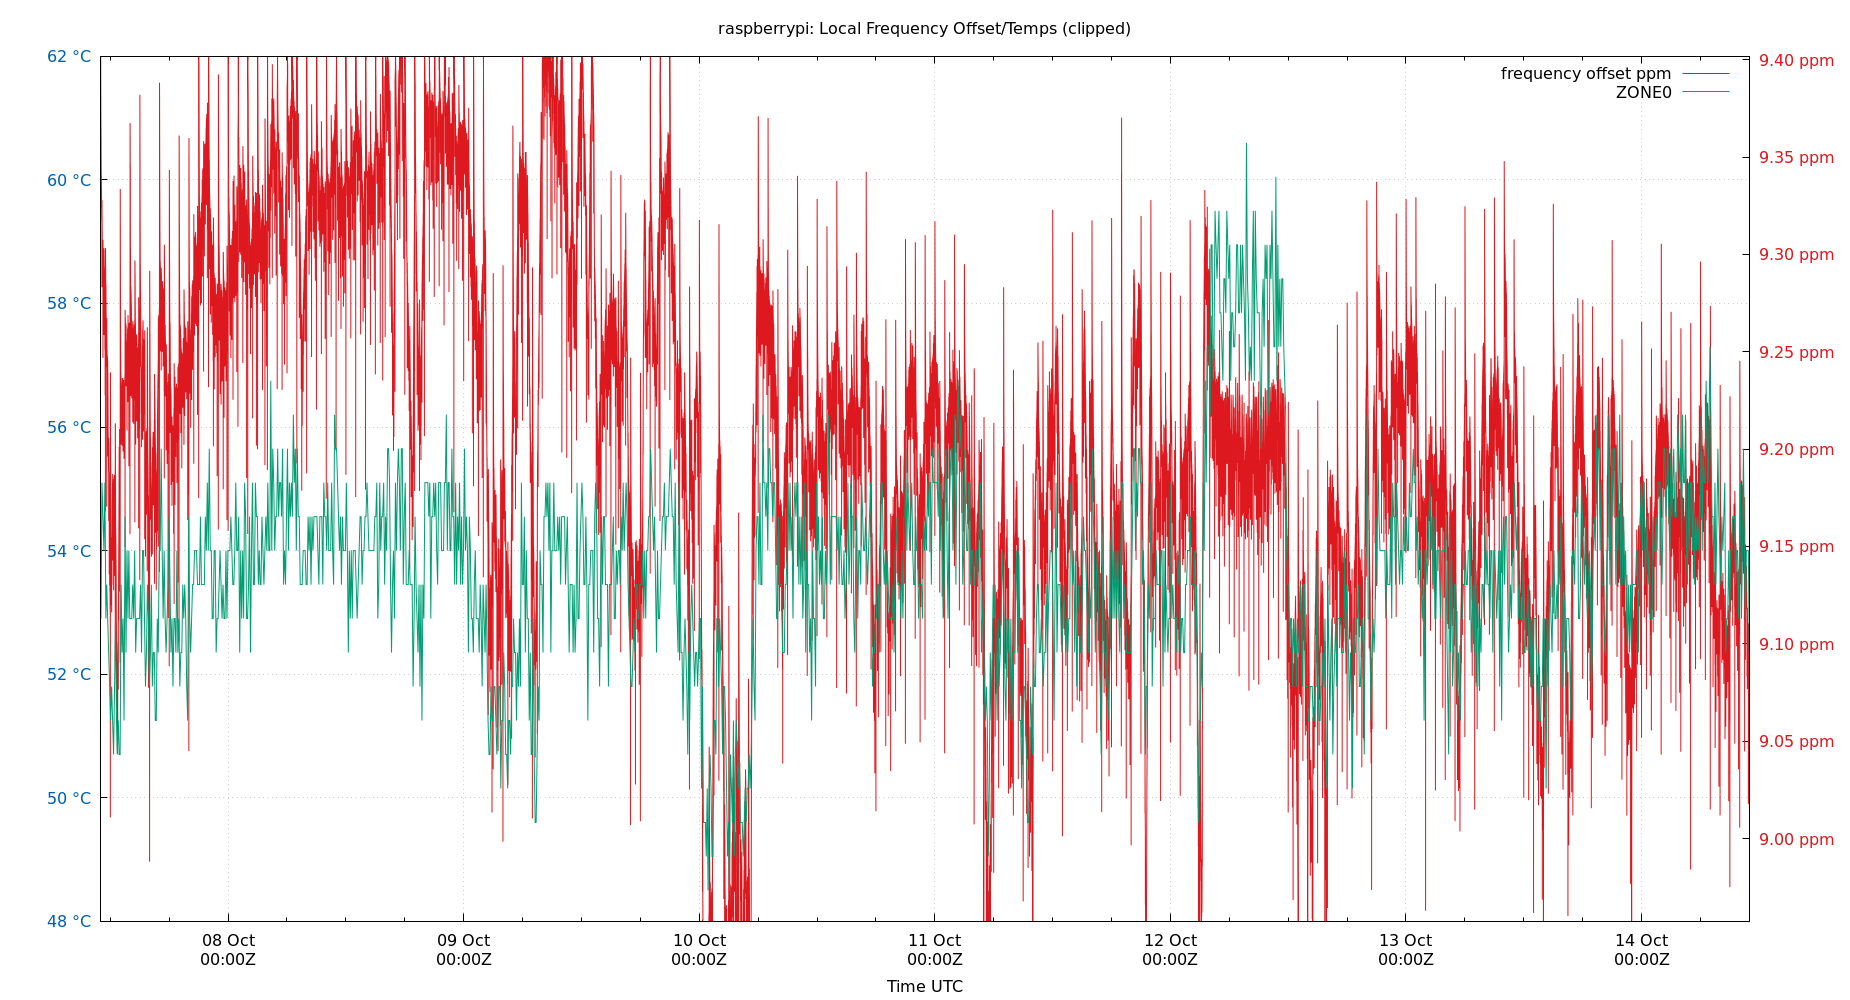 raspberrypi: Local Frequency Offset/Temps (clipped)
62 °C
60 °C
58 °C
56 °C
54 °C
52 °C
50 °C
48 °C
9.40 ppm
9.35 ppm
9.30 ppm
9.25 ppm
9.20 ppm
9.15 ppm
9.10 ppm
9.05 ppm
9.00 ppm
frequency offset ppm
ZONE0
08 Oct
00:00Z
09 Oct
00:00Z
10 Oct
00:00Z
11 Oct
00:00Z
12 Oct
00:00Z
13 Oct
00:00Z
14 Oct
00:00Z
Time UTC